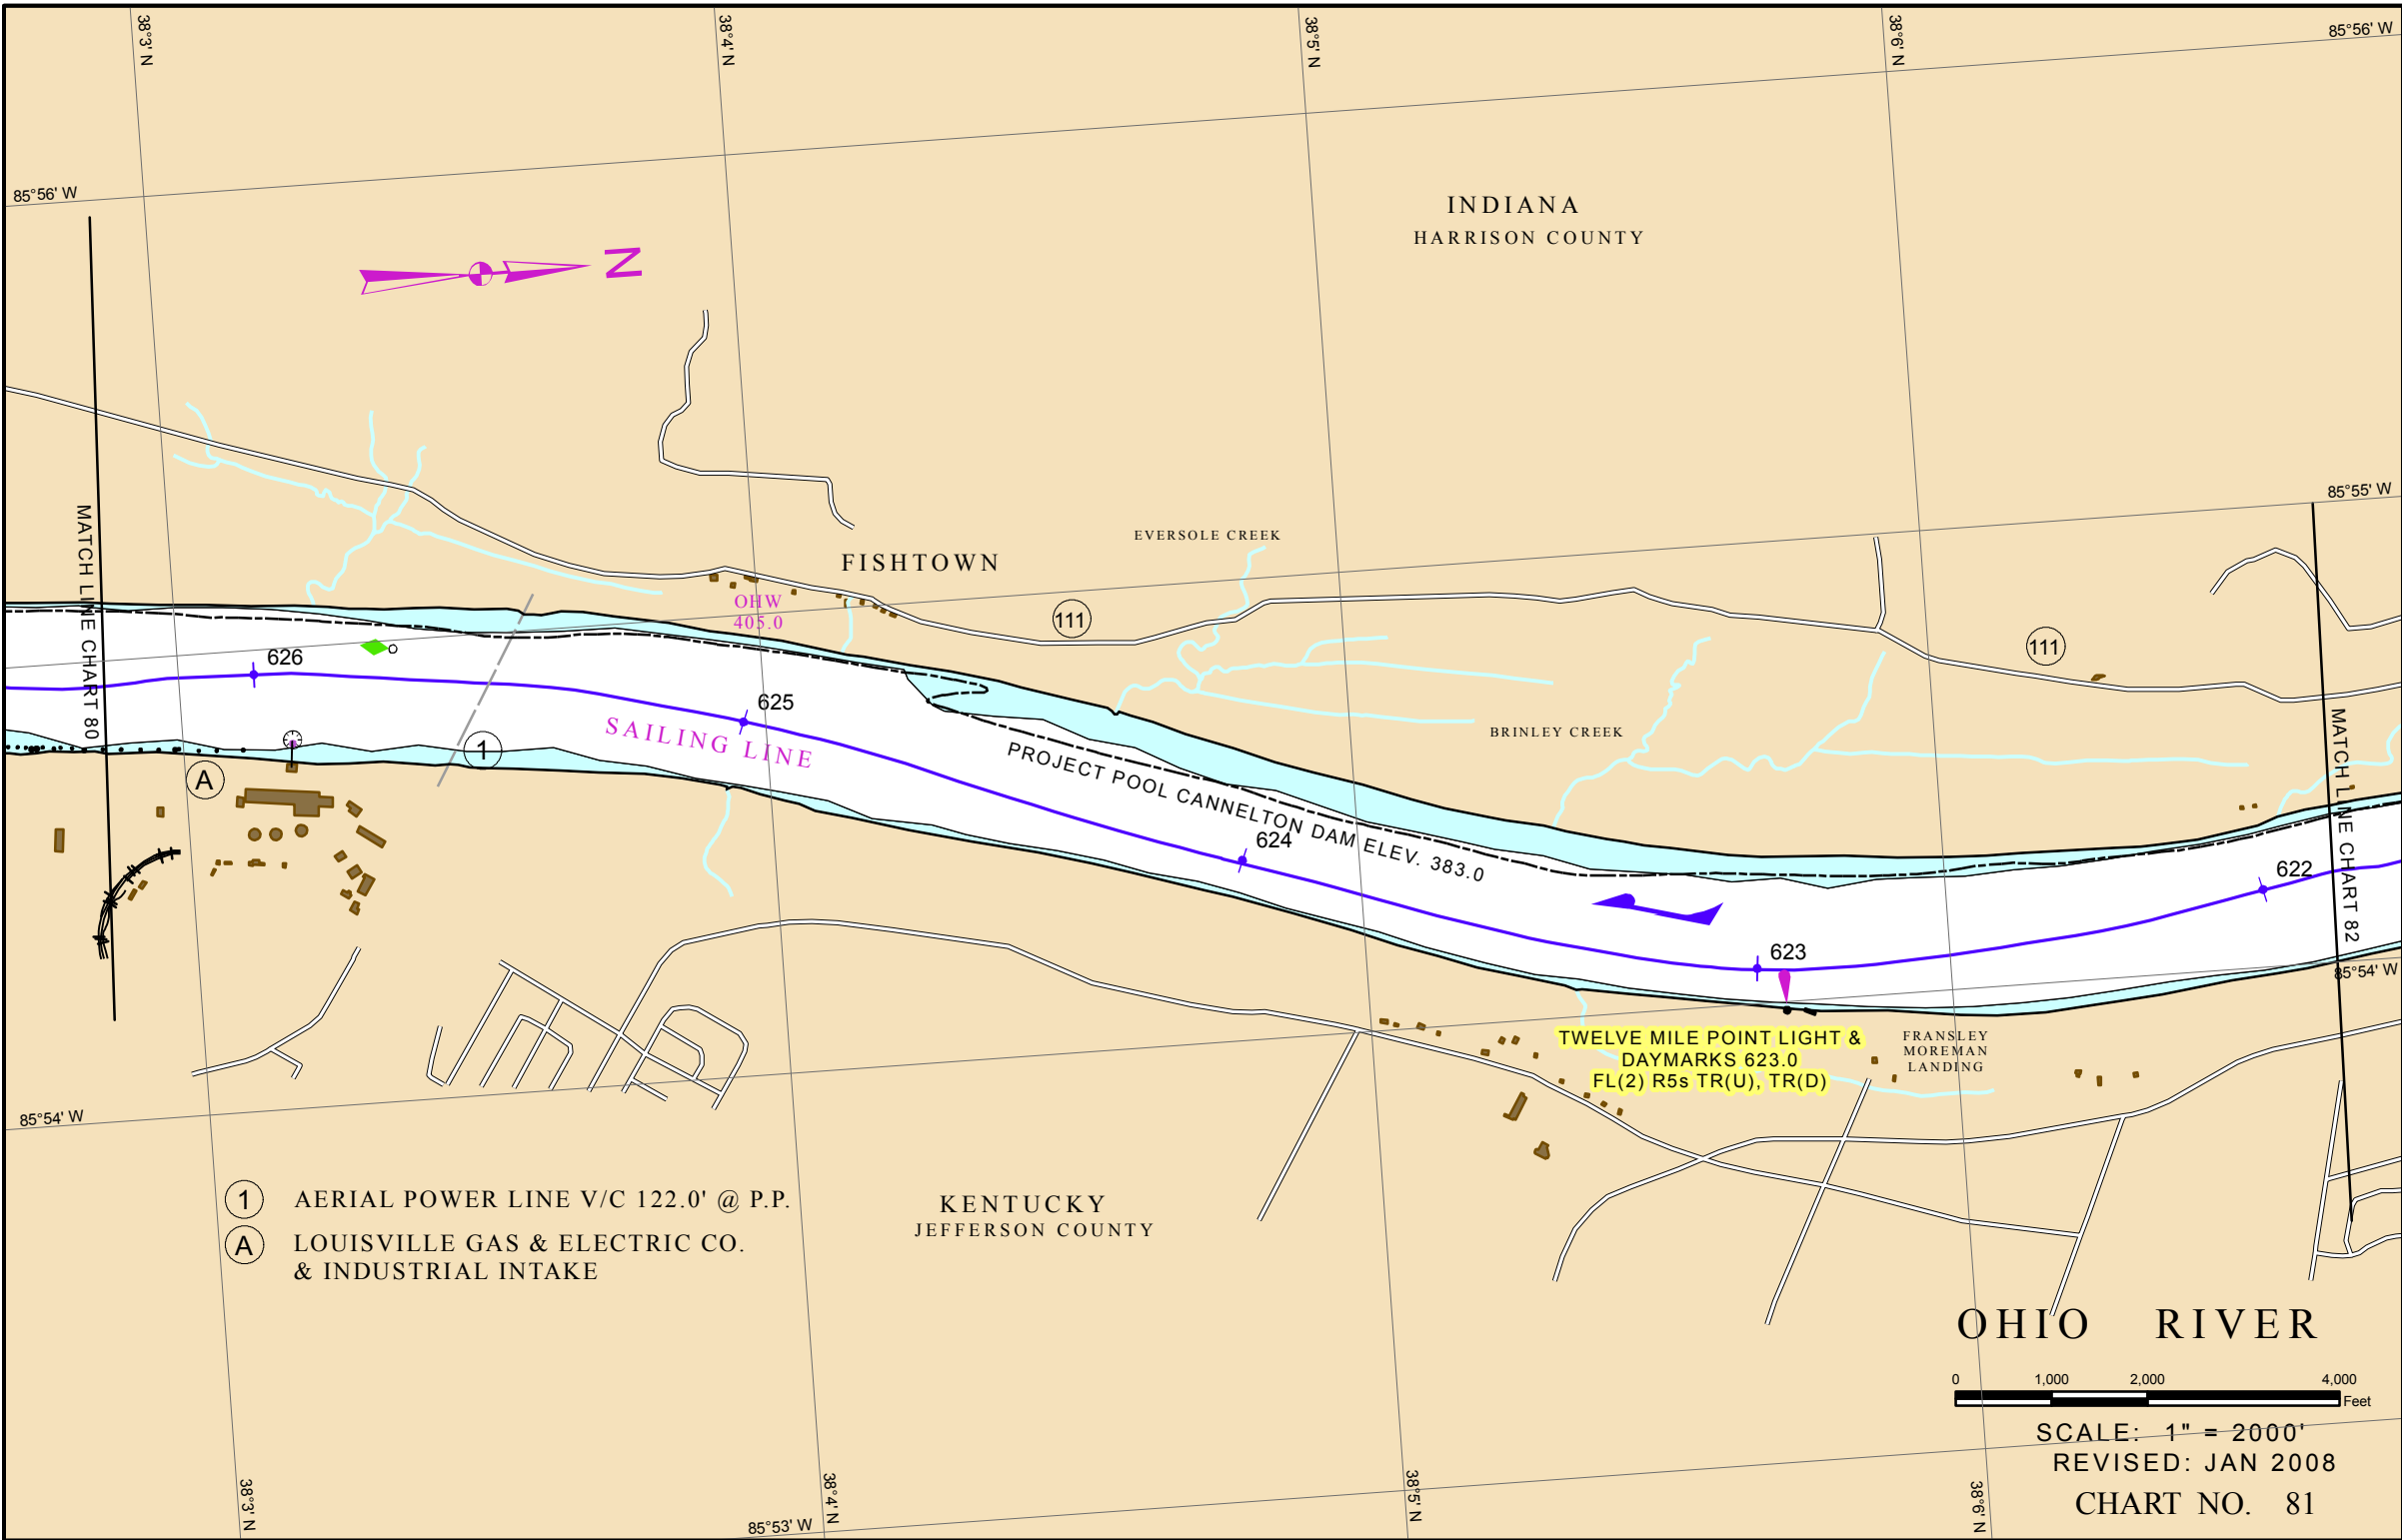 38°3' N
38°4' N
38°5' N
38°6' N
85°56' W
85°56' W
INDIANA
HARRISON COUNTY
N
85°55' W
MATCH LINE CHART 80
EVERSOLE CREEK
FISHTOWN
OHW
405.0
111
111
626
625
SAILING LINE
1
A
BRINLEY CREEK
PROJECT POOL CANNELTON DAM ELEV. 383.0
624
623
622
MATCH LINE CHART 82
85°54' W
TWELVE MILE POINT LIGHT &
DAYMARKS 623.0
FL(2) R5s TR(U), TR(D)
FRANSLEY
MOREMAN
LANDING
85°54' W
1 AERIAL POWER LINE V/C 122.0' @ P.P.
A LOUISVILLE GAS & ELECTRIC CO.
& INDUSTRIAL INTAKE
KENTUCKY
JEFFERSON COUNTY
OHIO RIVER
0 1,000 2,000 4,000
Feet
SCALE: 1" = 2000'
REVISED: JAN 2008
CHART NO. 81
38°3' N
38°4' N
38°5' N
38°6' N
85°53' W